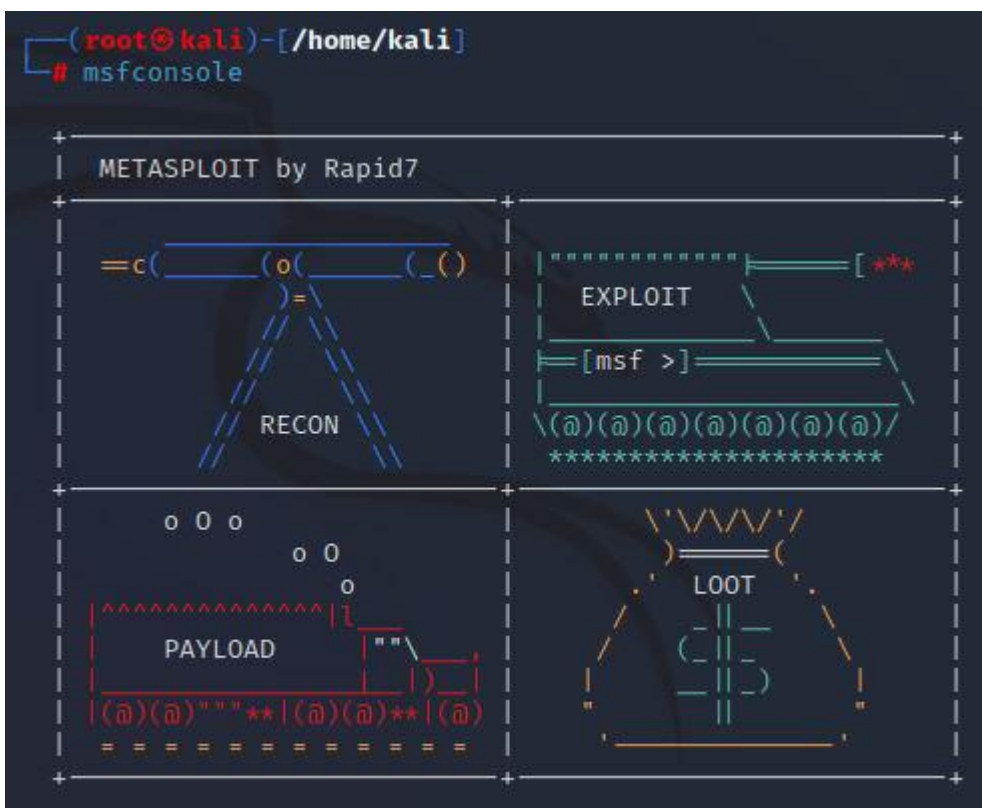 (root㉿kali)-[/home/kali]
# msfconsole
METASPLOIT by Rapid7
EXPLOIT
[msf >]
RECON
PAYLOAD
LOOT